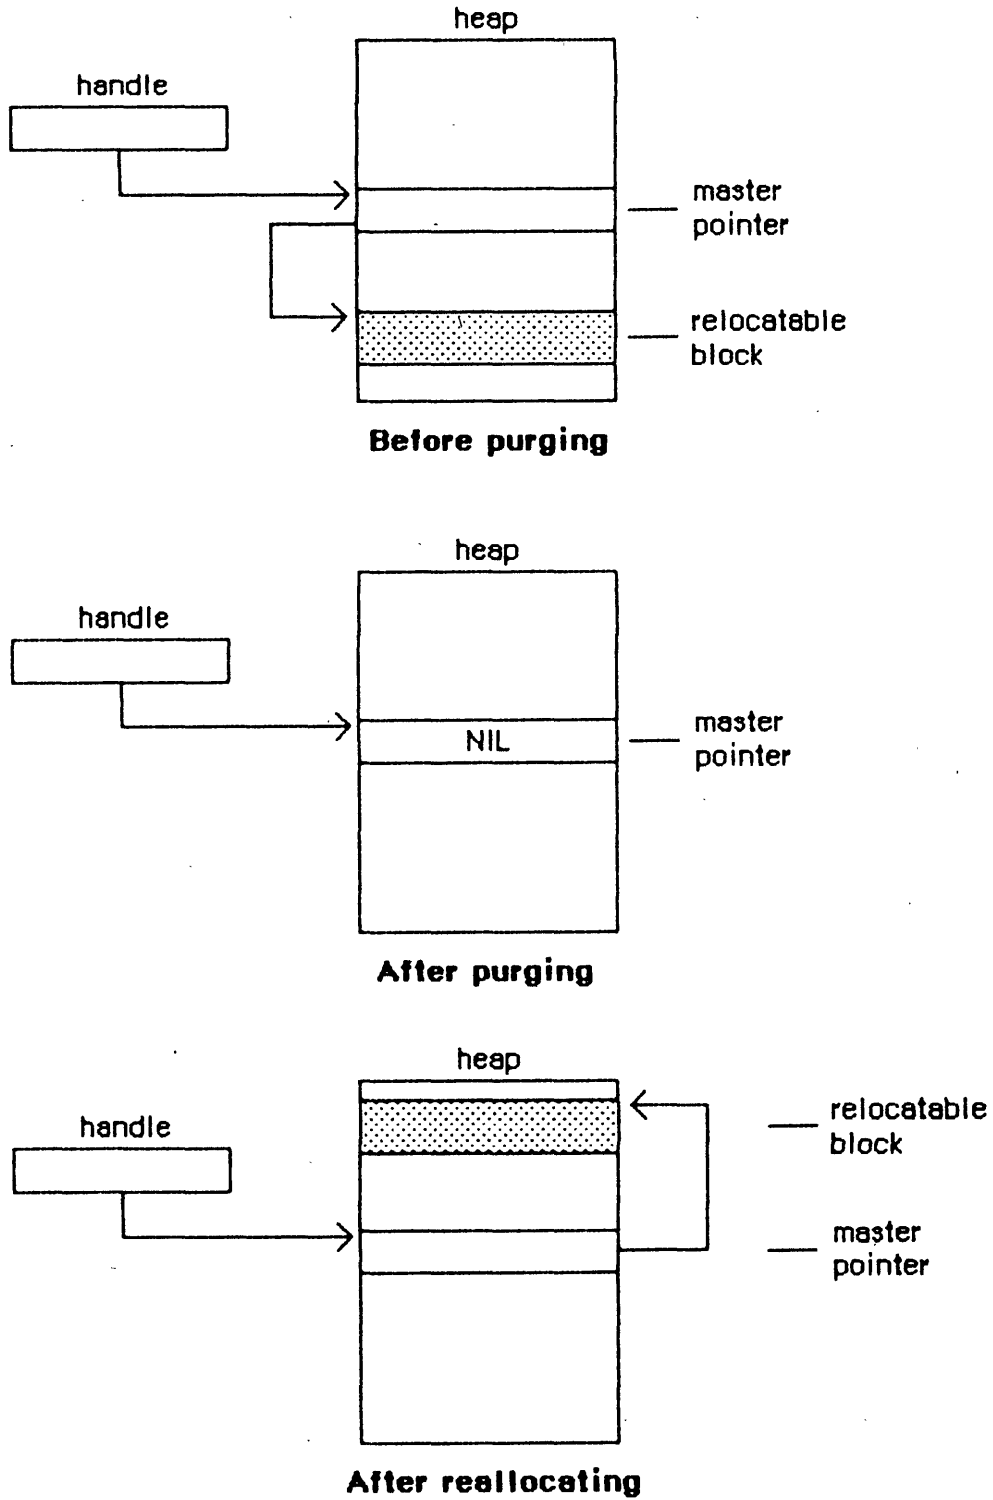 heap
handle
master
pointer
relocatable
block
Before purging
heap
handle
NIL
master
pointer
After purging
heap
handle
relocatable
block
master
pointer
After reallocating